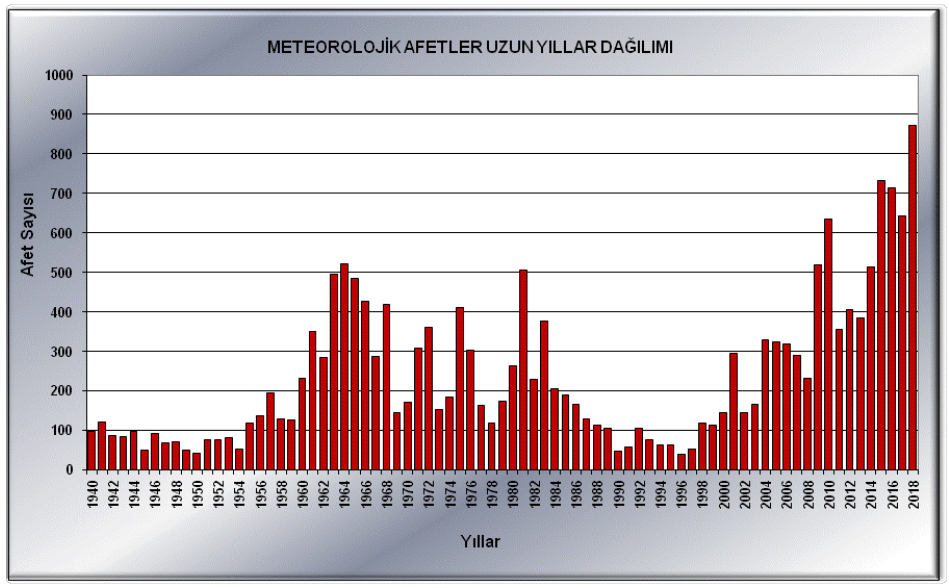 METEOROLOJİK AFETLER UZUN YILLAR DAĞILIMI
1000
900
800
700
600
500
400
300
200
100
0
Afet Sayısı
1940 1942 1944 1946 1948 1950 1952 1954 1956 1958 1960 1962 1964 1966 1968 1970 1972 1974 1976 1978 1980 1982 1984 1986 1988 1990 1992 1994 1996 1998 2000 2002 2004 2006 2008 2010 2012 2014 2016 2018
Yıllar